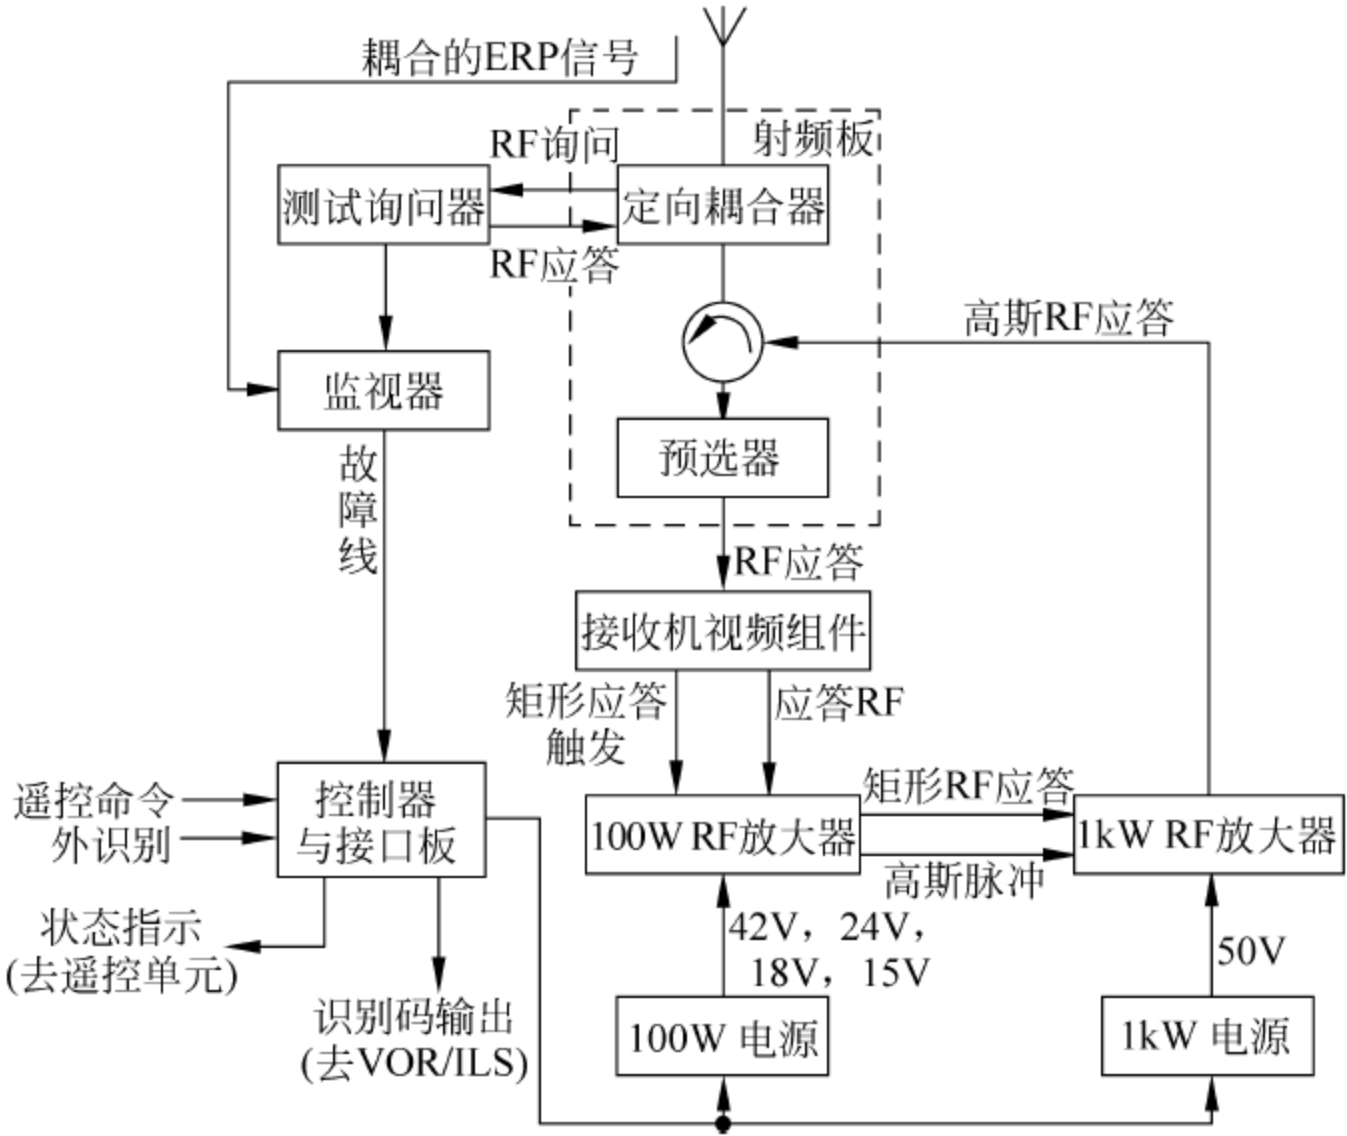 耦合的ERP信号
射频板
RF询问
测试询问器
定向耦合器
RF应答
高斯RF应答
监视器
预选器
故
障
线
RF应答
接收机视频组件
矩形应答
触发
应答RF
遥控命令
外识别
控制器
与接口板
100W RF放大器
矩形RF应答
高斯脉冲
1kW RF放大器
状态指示
(去遥控单元)
识别码输出
(去VOR/ILS)
42V，24V，
18V，15V
50V
100W 电源
1kW 电源